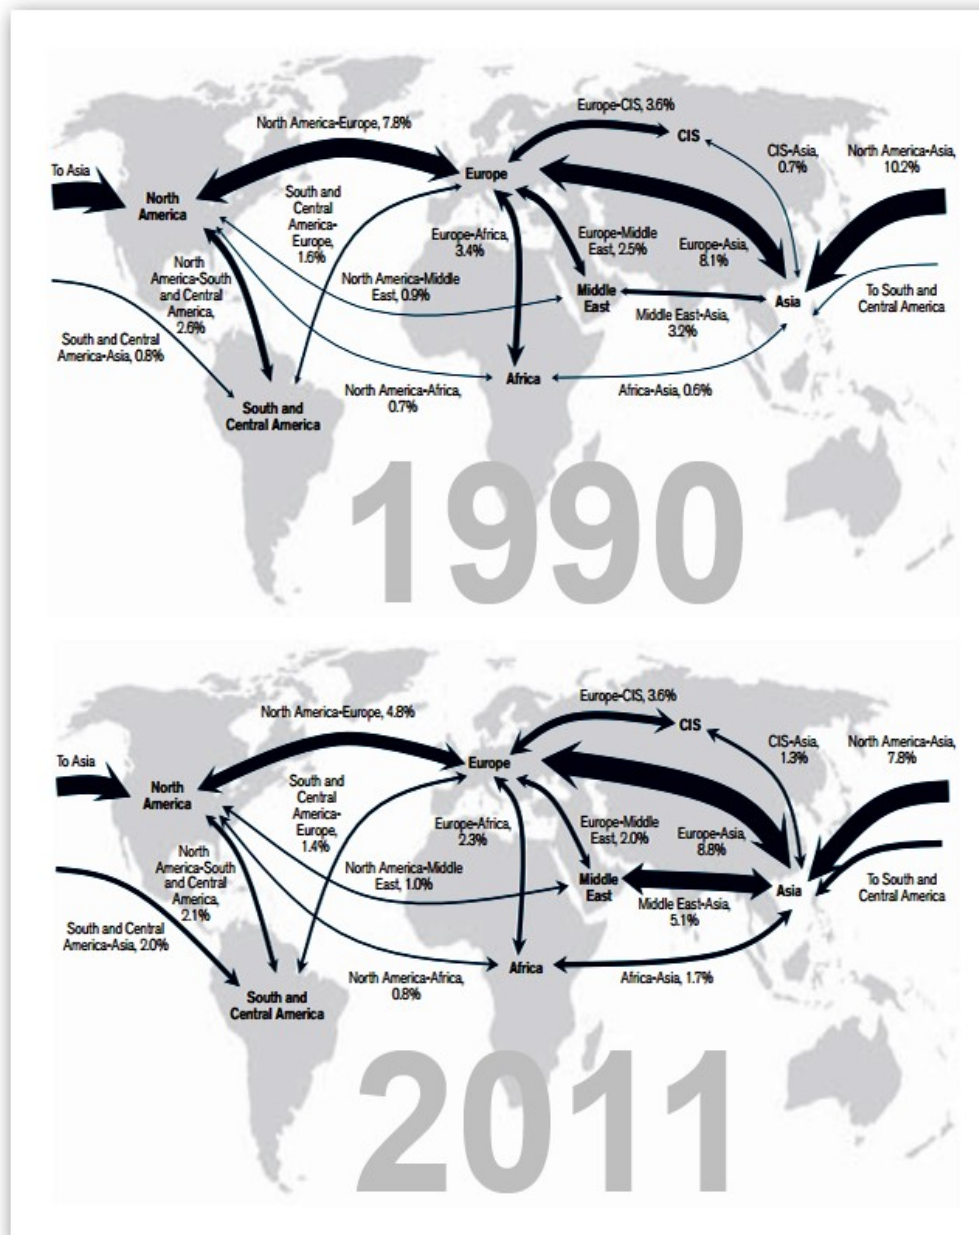 Europe-CIS, 3.6%
North America-Europe, 7.8%
CIS
CIS-Asia,
0.7%
North America-Asia,
10.2%
To Asia
Europe
North
America
South and
Central
America-
Europe,
1.6%
Europe-Africa,
3.4%
Europe-Middle
East, 2.5%
Europe-Asia,
8.1%
North
America-South
and Central
America,
2.6%
North America-Middle
East, 0.9%
Middle
East
Asia
To South and
Central America
Middle East-Asia,
3.2%
South and Central
America-Asia, 0.8%
North America-Africa,
0.7%
Africa
Africa-Asia, 0.6%
South and
Central America
1990
Europe-CIS, 3.6%
North America-Europe, 4.8%
CIS
CIS-Asia,
1.3%
North America-Asia,
7.8%
To Asia
Europe
North
America
South and
Central
America-
Europe,
1.4%
Europe-Africa,
2.3%
Europe-Middle
East, 2.0%
Europe-Asia,
8.8%
North
America-South
and Central
America,
2.1%
North America-Middle
East, 1.0%
Middle
East
Asia
To South and
Central America
Middle East-Asia,
5.1%
South and Central
America-Asia, 2.0%
North America-Africa,
0.8%
Africa
Africa-Asia, 1.7%
South and
Central America
2011